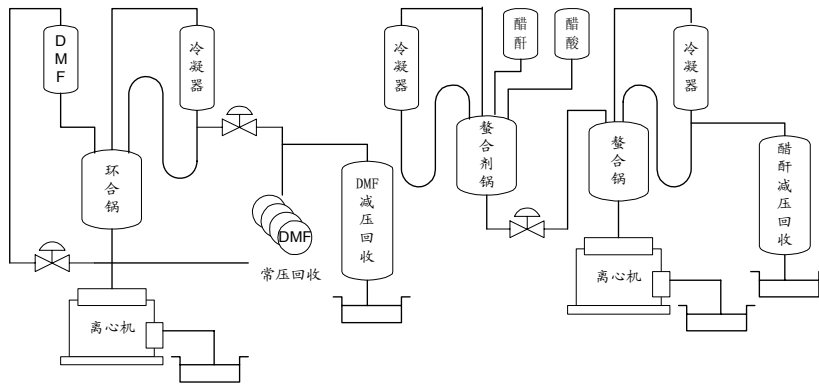 DMF
冷凝器
环合锅
离心机
DMF
常压回收
DMF减压回收
冷凝器
醋酐
醋酸
螯合剂锅
螯合锅
冷凝器
离心机
醋酐减压回收